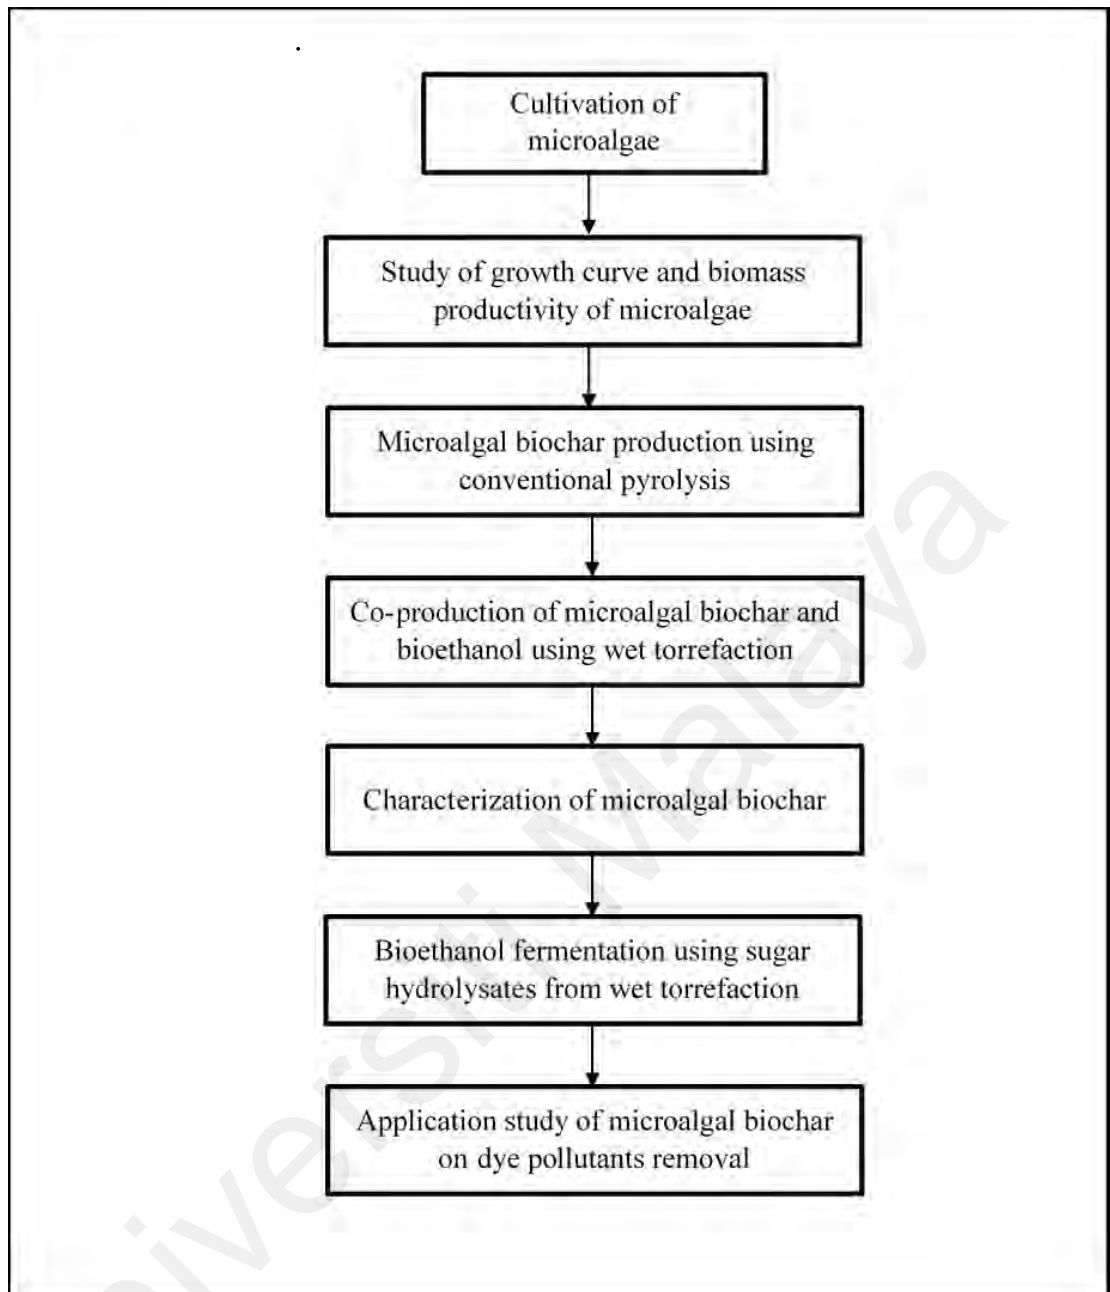 Cultivation of
microalgae
Study of growth curve and biomass
productivity of microalgae
Microalgal biochar production using
conventional pyrolysis
Co-production of microalgal biochar and
bioethanol using wet torrefaction
Characterization of microalgal biochar
Bioethanol fermentation using sugar
hydrolysates from wet torrefaction
Application study of microalgal biochar
on dye pollutants removal
niversiti Malaya